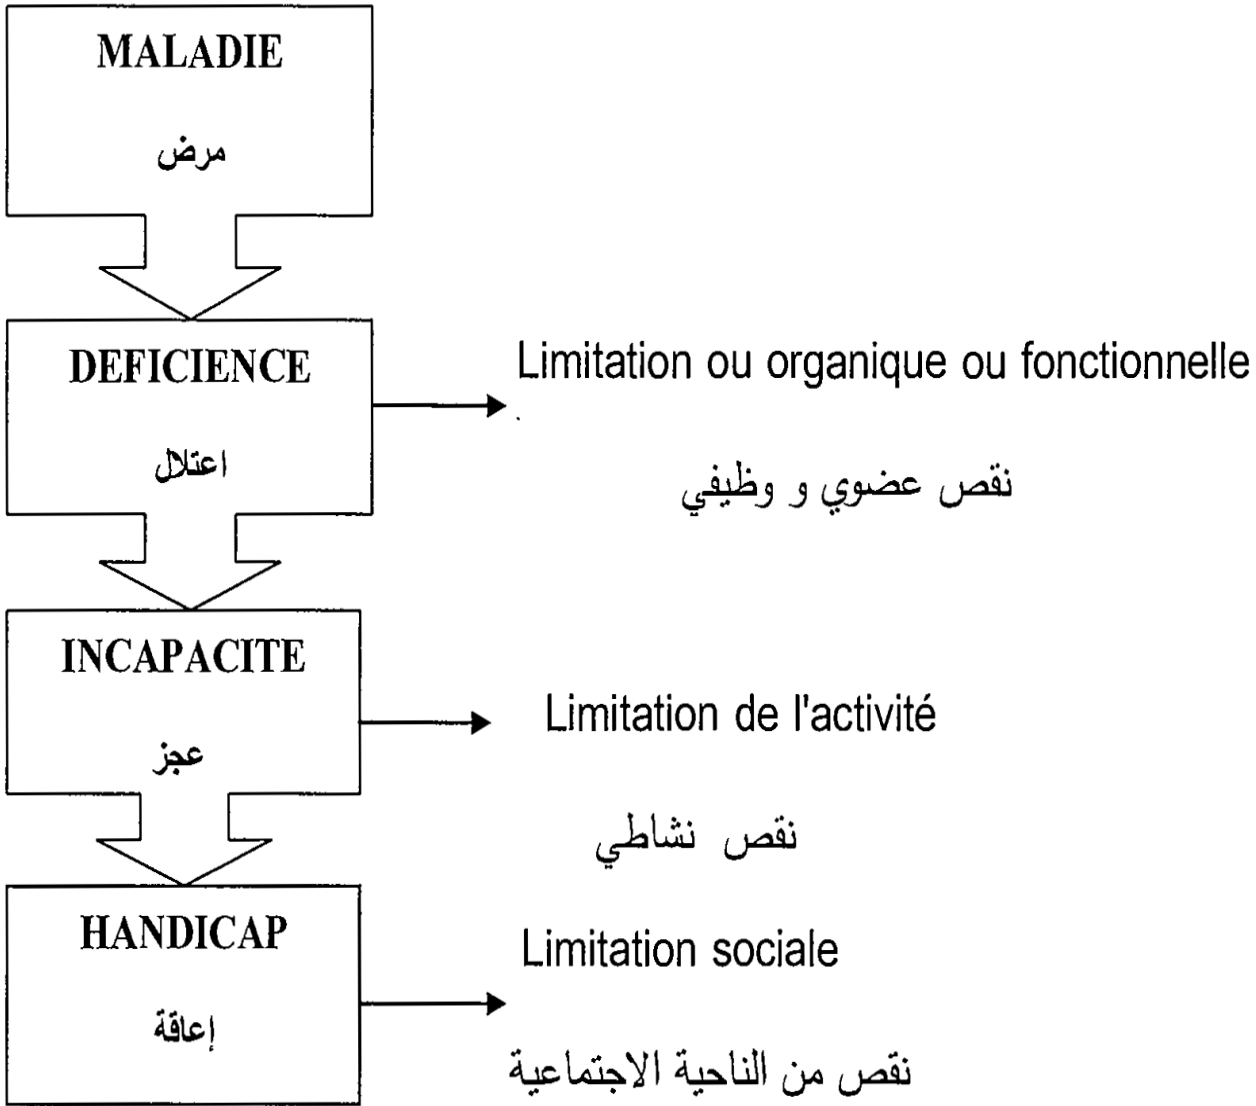 MALADIE
مرض
DEFICIENCE
اعتلال
Limitation ou organique ou fonctionnelle
نقص عضوي و وظيفي
INCAPACITE
عجز
Limitation de l'activité
نقص نشاطي
HANDICAP
إعاقة
Limitation sociale
نقص من الناحية الاجتماعية